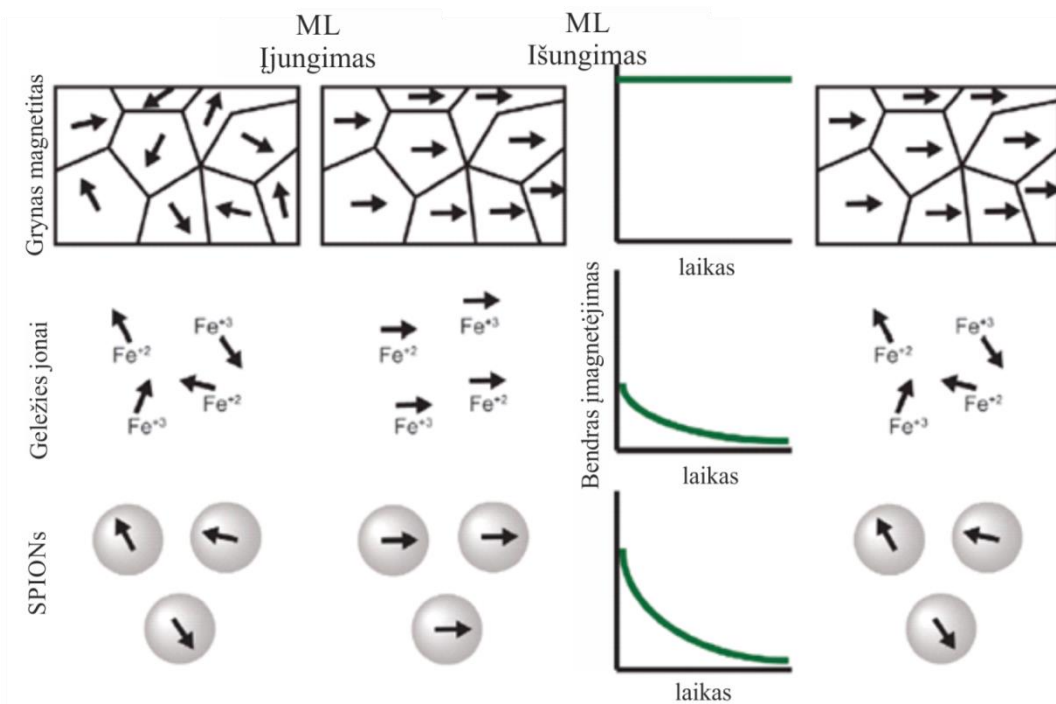 ML
Įjungimas
ML
Išungimas
Grynas magnetitas
laikas
Geležies jonai
Fe+2
Fe+3
Fe+3
Fe+2
Fe+2
Fe+3
Fe+3
Fe+2
Bendras įmagnetėjimas
laikas
Fe+2
Fe+3
Fe+3
Fe+2
SPIONs
laikas